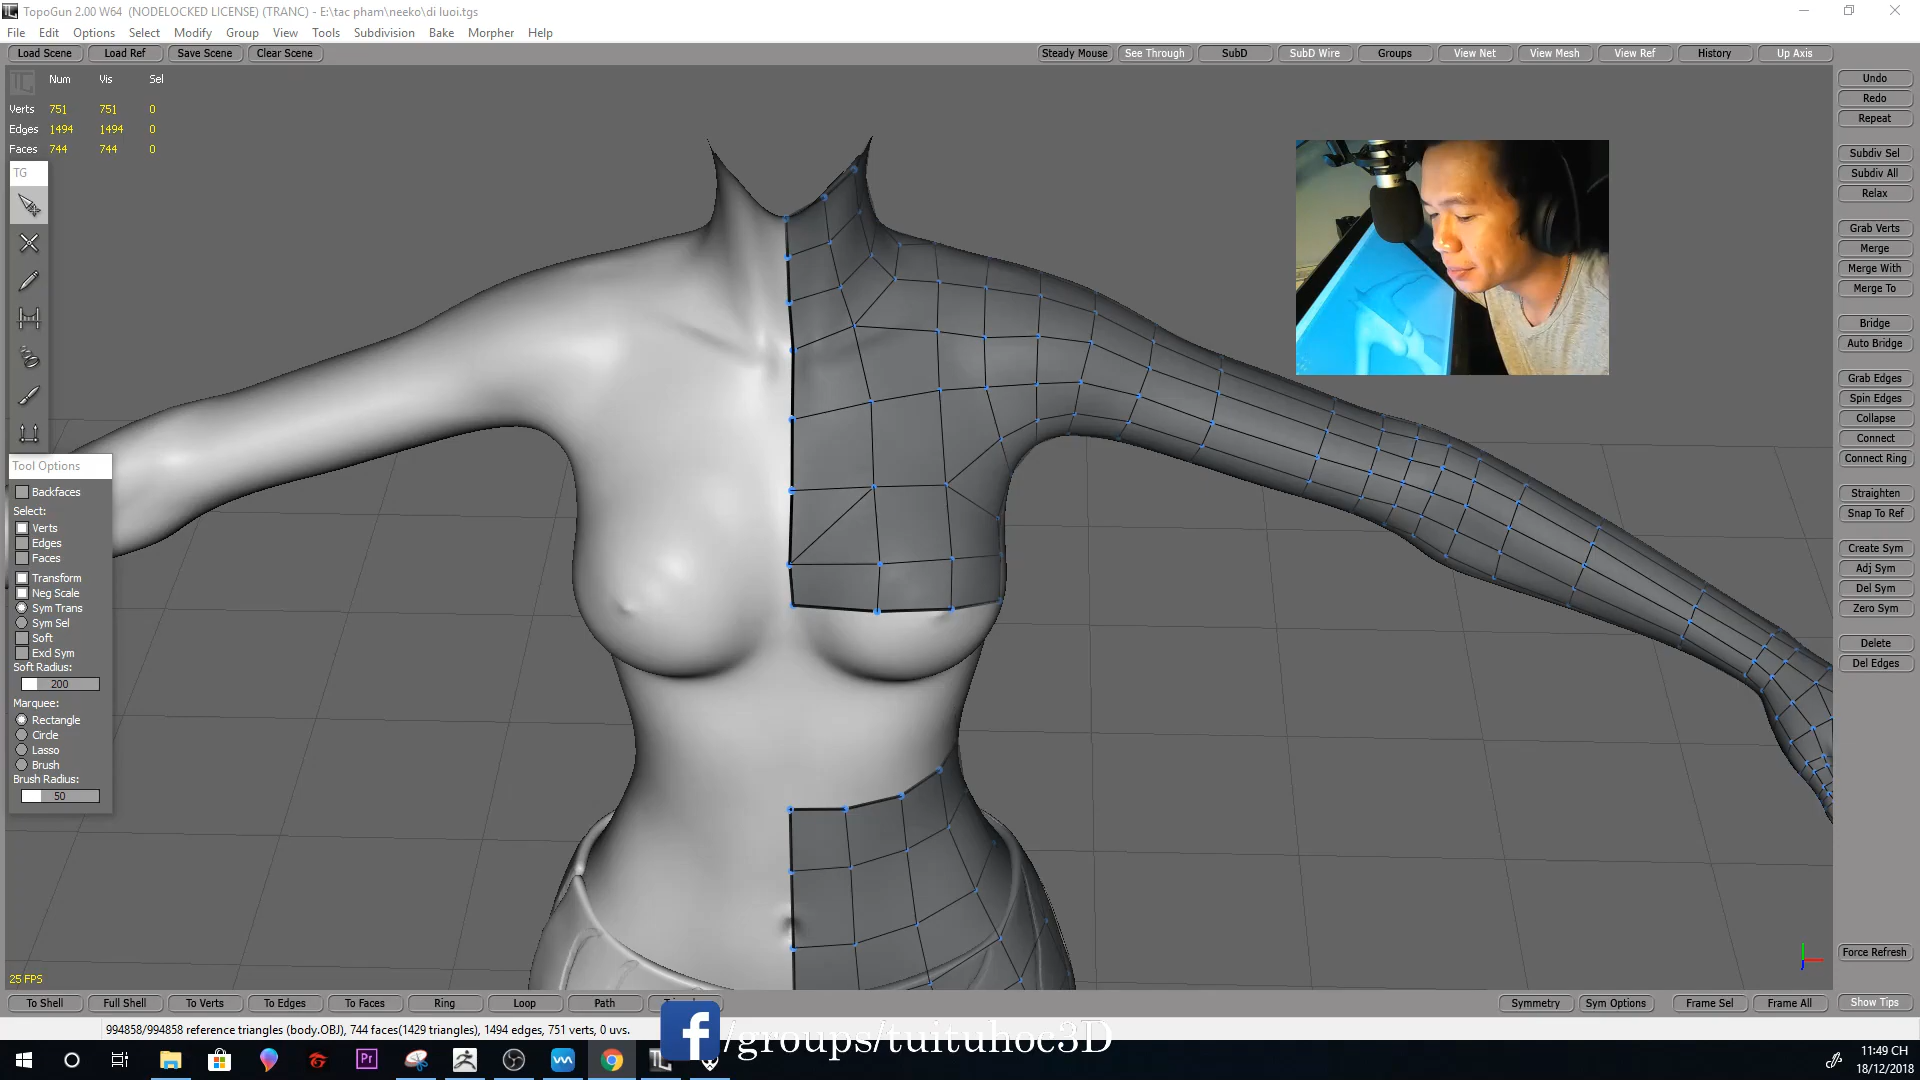 TopoGun 2.00 W64 (NODELOCKED LICENSE) (TRANC) - E:\tac pham\neeko\di luoi.tgs
File Edit Options Select Modify Group View Tools Subdivision Bake Morpher Help
Load Scene Load Ref Save Scene Clear Scene Steady Mouse See Through SubD SubD Wire Groups View Net View Mesh View Ref History Up Axis
Num Vis Sel
Verts 751 751 0
Edges 1494 1494 0
Faces 744 744 0
TG
Tool Options
Backfaces
Select:
Verts
Edges
Faces
Transform
Neg Scale
Sym Trans
Sym Sel
Soft
Excl Sym
Soft Radius:
200
Marquee:
Rectangle
Circle
Lasso
Brush
Brush Radius:
50
25 FPS
Undo
Redo
Repeat
Subdiv Sel
Subdiv All
Relax
Grab Verts
Merge
Merge With
Merge To
Bridge
Auto Bridge
Grab Edges
Spin Edges
Collapse
Connect
Connect Ring
Straighten
Snap To Ref
Create Sym
Adj Sym
Del Sym
Zero Sym
Delete
Del Edges
Force Refresh
To Shell Full Shell To Verts To Edges To Faces Ring Loop Path Symmetry Sym Options Frame Sel Frame All Show Tips
994858/994858 reference triangles (body.OBJ), 744 faces(1429 triangles), 1494 edges, 751 verts, 0 uvs.
f /groups/tuituhoc3D
Pr
11:49 CH
18/12/2018